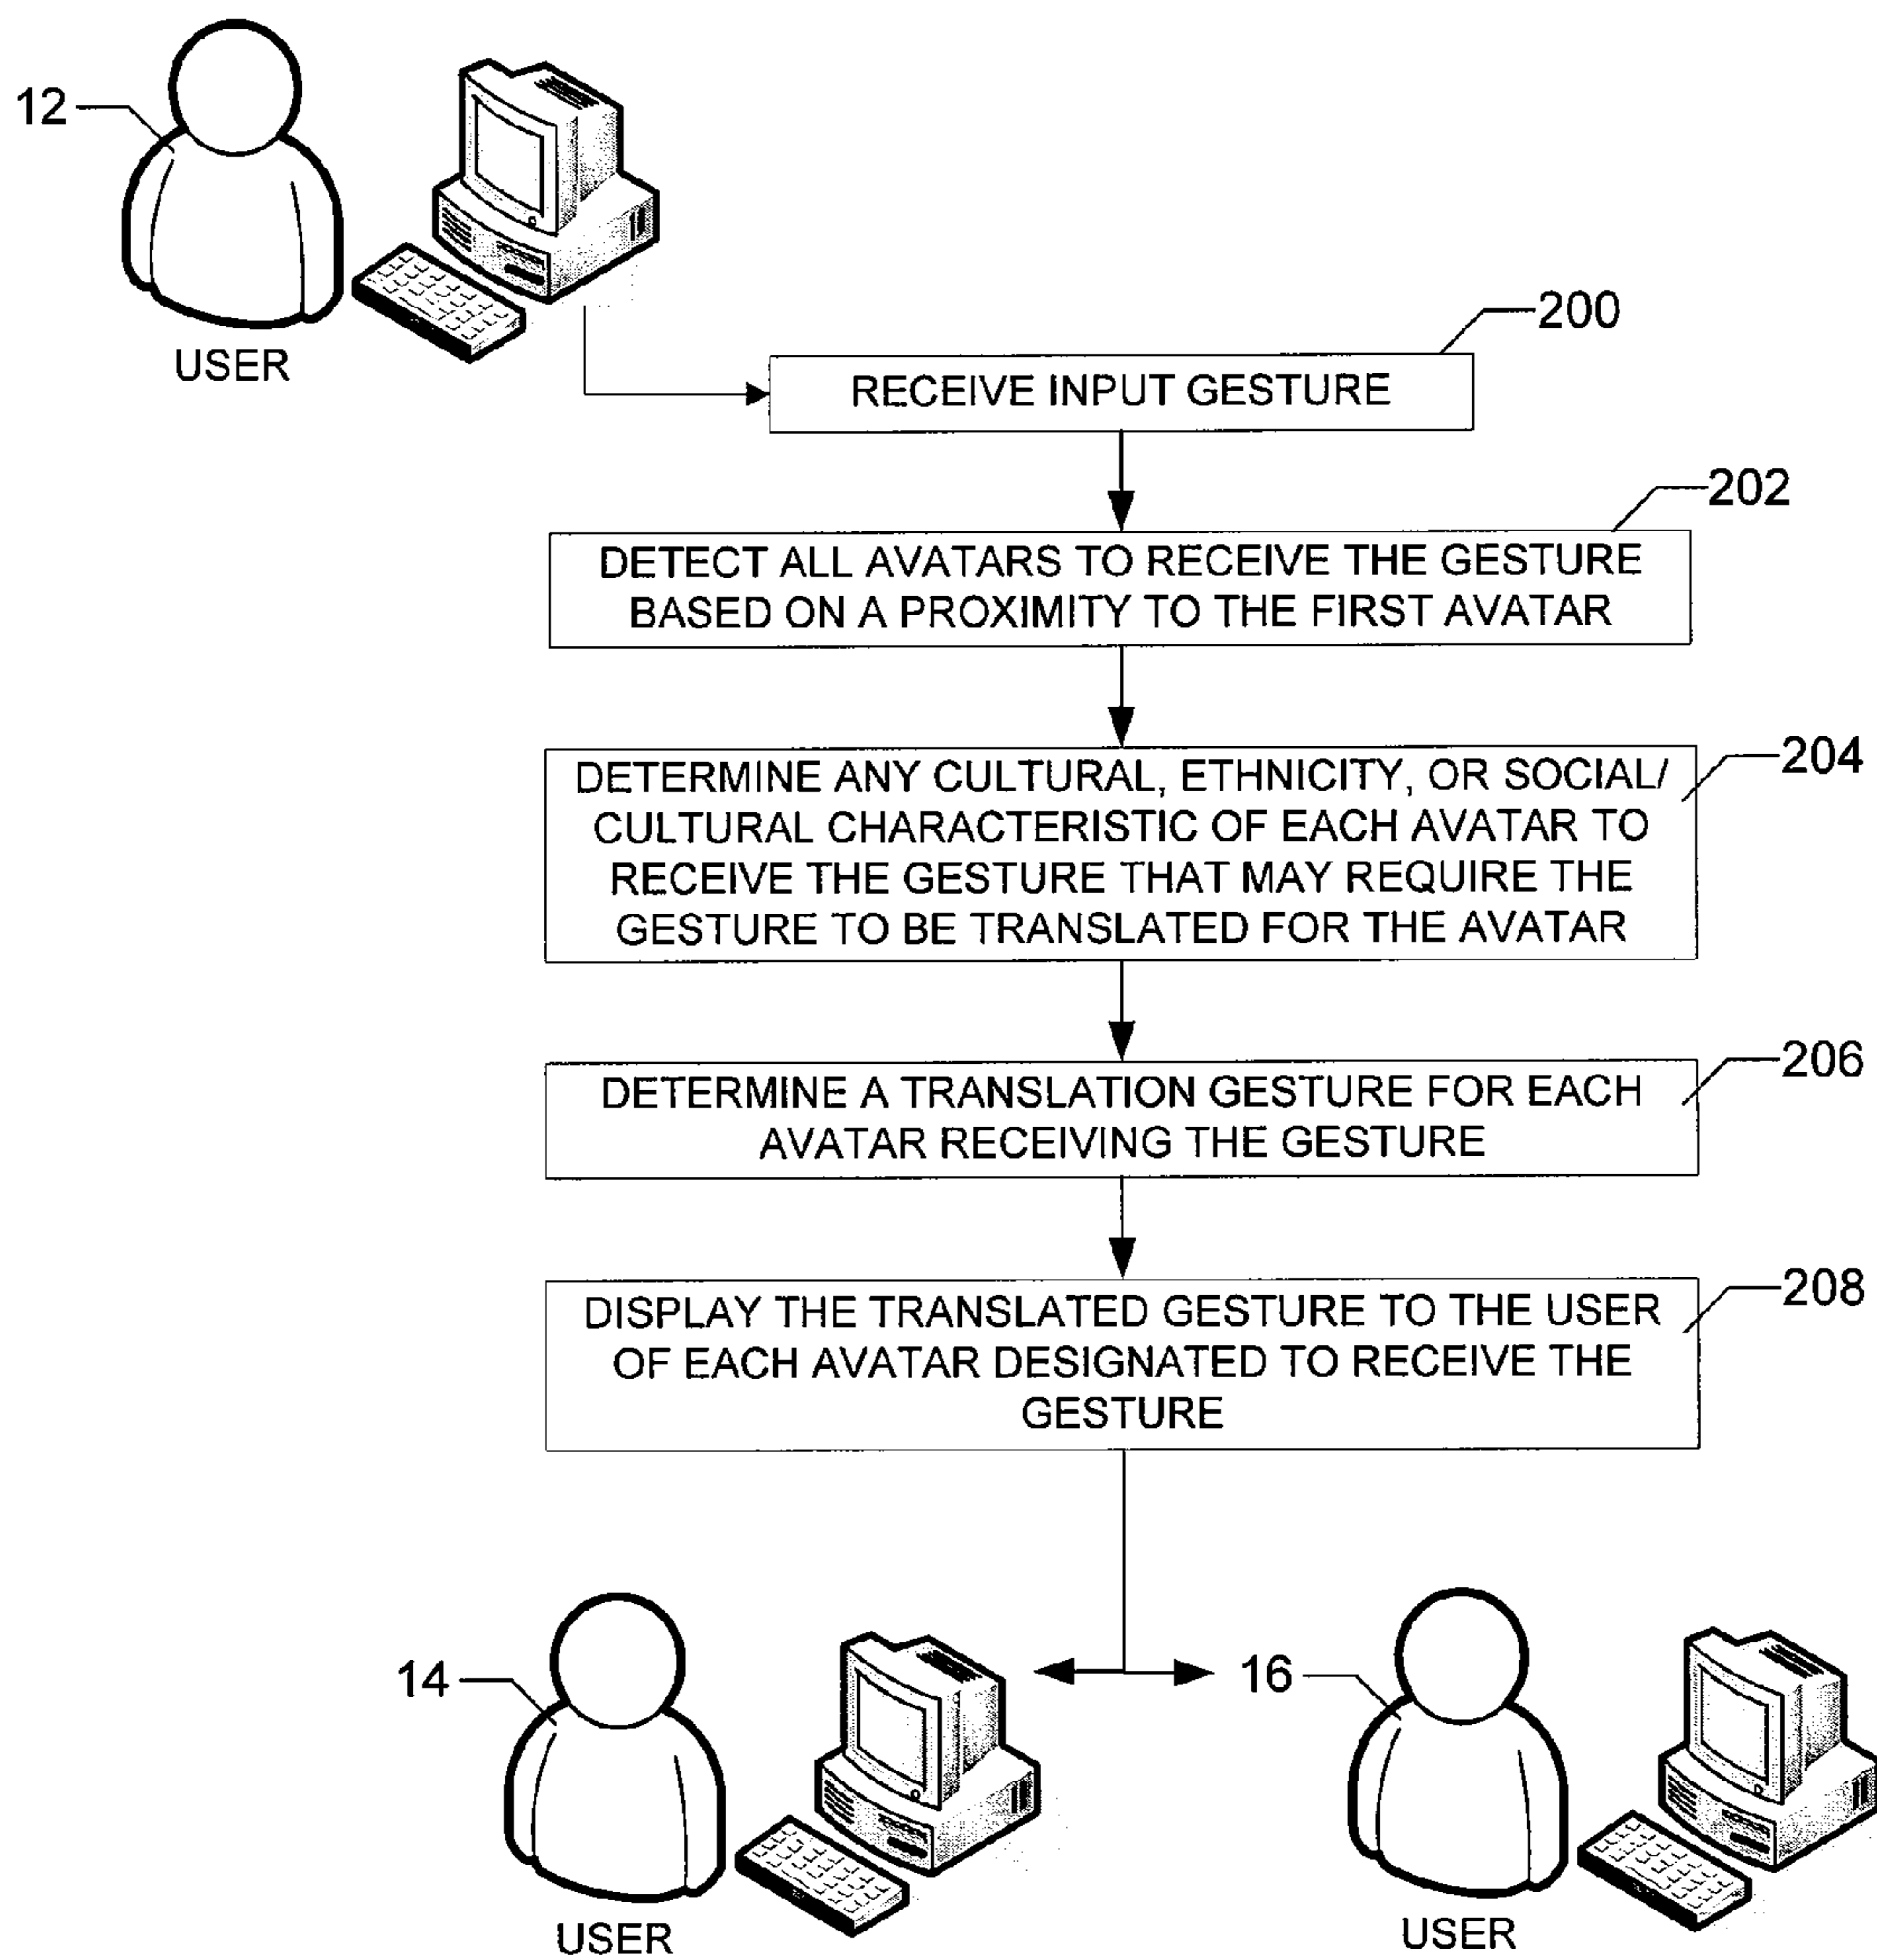 12
USER
200
RECEIVE INPUT GESTURE
202
DETECT ALL AVATARS TO RECEIVE THE GESTURE
BASED ON A PROXIMITY TO THE FIRST AVATAR
204
DETERMINE ANY CULTURAL, ETHNICITY, OR SOCIAL/
CULTURAL CHARACTERISTIC OF EACH AVATAR TO
RECEIVE THE GESTURE THAT MAY REQUIRE THE
GESTURE TO BE TRANSLATED FOR THE AVATAR
206
DETERMINE A TRANSLATION GESTURE FOR EACH
AVATAR RECEIVING THE GESTURE
208
DISPLAY THE TRANSLATED GESTURE TO THE USER
OF EACH AVATAR DESIGNATED TO RECEIVE THE
GESTURE
14
USER
16
USER